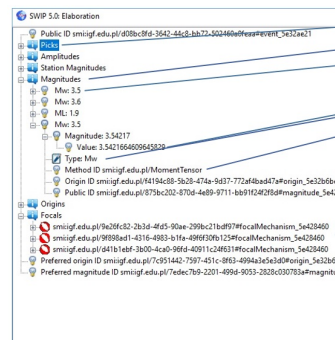 SWIP 5.0: Elaboration
Public ID smi:igf.edu.pl/d08bc8fd-3642-44c8-bb72-502460a0feaa#event_5e32ae21
Picks
Amplitudes
Station Magnitudes
Magnitudes
Mw: 3.5
Mw: 3.6
ML: 1.9
Mw: 3.5
Magnitude: 3.54217
Value: 3.5421664609645829
Type: Mw
Method ID smi:igf.edu.pl/MomentTensor
Origin ID smi:igf.edu.pl/f4194c88-5b28-474a-9d37-772af4bad47a#origin_5e32b6b
Public ID smi:igf.edu.pl/875bc202-870d-4e89-9711-bb91f24f2f8d#magnitude_5e42
Origins
Focals
smi:igf.edu.pl/9e26fc82-2b3d-4fd5-90ae-299bc21bdf97#focalMechanism_5e428460
smi:igf.edu.pl/9f898ad1-4316-4983-b1fa-49f6f30fb125#focalMechanism_5e428460
smi:igf.edu.pl/d41b1ebf-3b00-4ca0-96fd-40911c24f631#focalMechanism_5e428460
Preferred origin ID smi:igf.edu.pl/7c951442-7597-451c-8f63-4994a3e5e3d0#origin_5e32b6
Preferred magnitude ID smi:igf.edu.pl/7edec7b9-2201-499d-9053-2828c030783a#magnitu